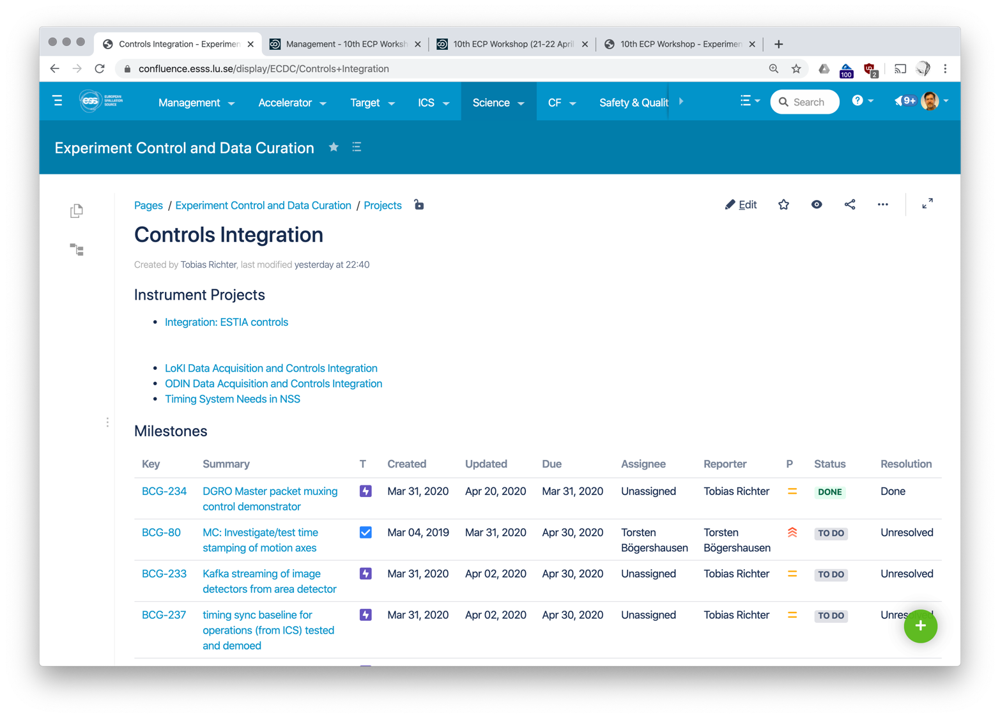 Controls Integration - Experimen
Management - 10th ECP Worksh
10th ECP Workshop (21-22 April
10th ECP Workshop - Experimen
confluence.esss.lu.se/display/ECDC/Controls+Integration
100
2
ess EUROPEAN SPALLATION SOURCE
Management
Accelerator
Target
ICS
Science
CF
Safety & Qualit
Search
?
9+
Experiment Control and Data Curation
Pages / Experiment Control and Data Curation / Projects
Edit
Controls Integration
Created by Tobias Richter, last modified yesterday at 22:40
Instrument Projects
• Integration: ESTIA controls
• LoKI Data Acquisition and Controls Integration
• ODIN Data Acquisition and Controls Integration
• Timing System Needs in NSS
Milestones
Key Summary T Created Updated Due Assignee Reporter P Status Resolution
BCG-234 DGRO Master packet muxing Mar 31, 2020 Apr 20, 2020 Mar 31, 2020 Unassigned Tobias Richter DONE Done
control demonstrator
BCG-80 MC: Investigate/test time Mar 04, 2019 Mar 31, 2020 Apr 30, 2020 Torsten Torsten TO DO Unresolved
stamping of motion axes Bögershausen Bögershausen
BCG-233 Kafka streaming of image Mar 31, 2020 Apr 02, 2020 Apr 30, 2020 Unassigned Tobias Richter TO DO Unresolved
detectors from area detector
BCG-237 timing sync baseline for Mar 31, 2020 Apr 02, 2020 Apr 30, 2020 Unassigned Tobias Richter TO DO Unresolved
operations (from ICS) tested
and demoed